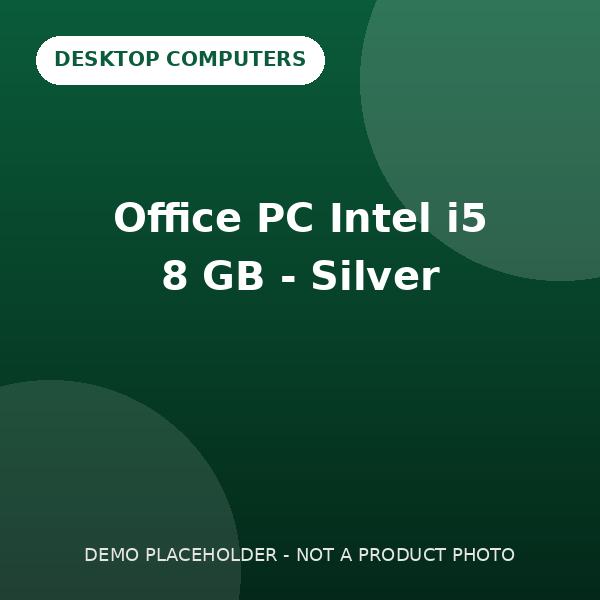 DESKTOP COMPUTERS
Office PC Intel i5
8 GB - Silver
DEMO PLACEHOLDER - NOT A PRODUCT PHOTO